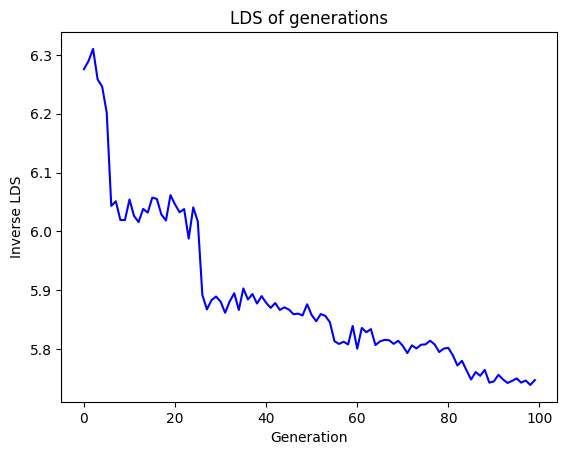 LDS of generations
6.3
6.2
6.1
6.0
5.9
5.8
Inverse LDS
0 20 40 60 80 100
Generation